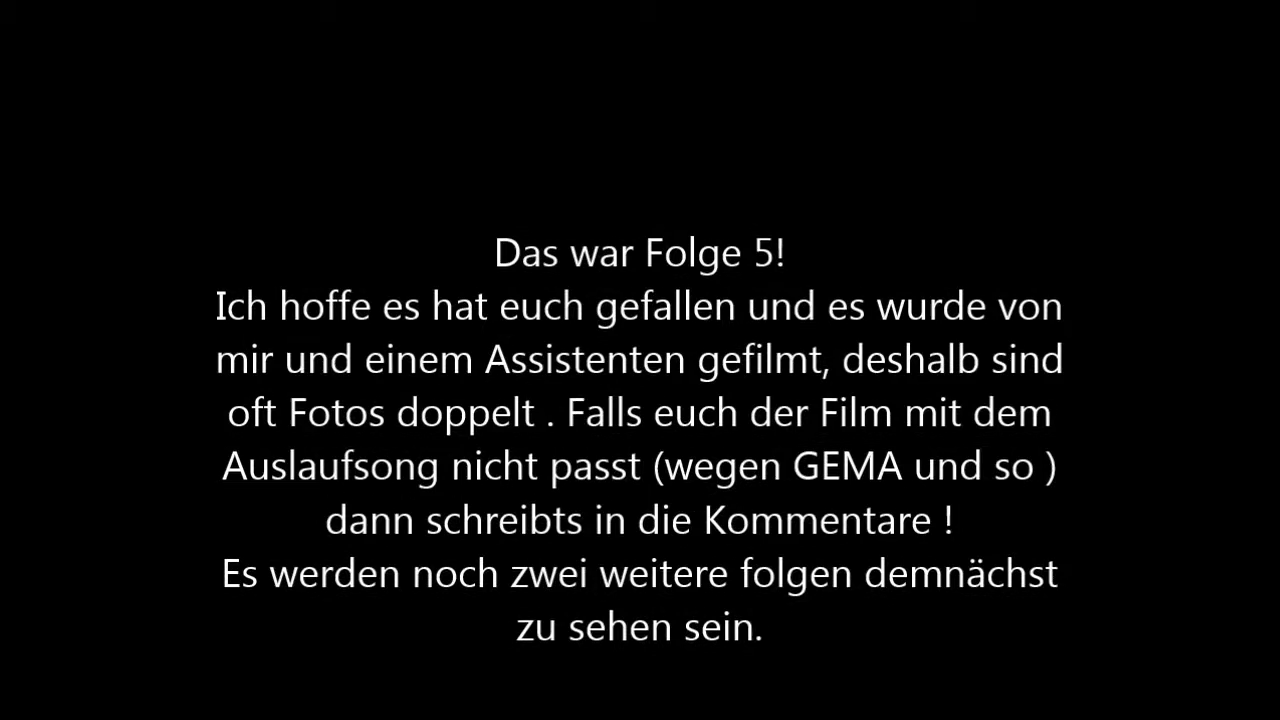 Das war Folge 5!
Ich hoffe es hat euch gefallen und es wurde von
mir und einem Assistenten gefilmt, deshalb sind
oft Fotos doppelt . Falls euch der Film mit dem
Auslaufsong nicht passt (wegen GEMA und so )
dann schreibts in die Kommentare !
Es werden noch zwei weitere folgen demnächst
zu sehen sein.